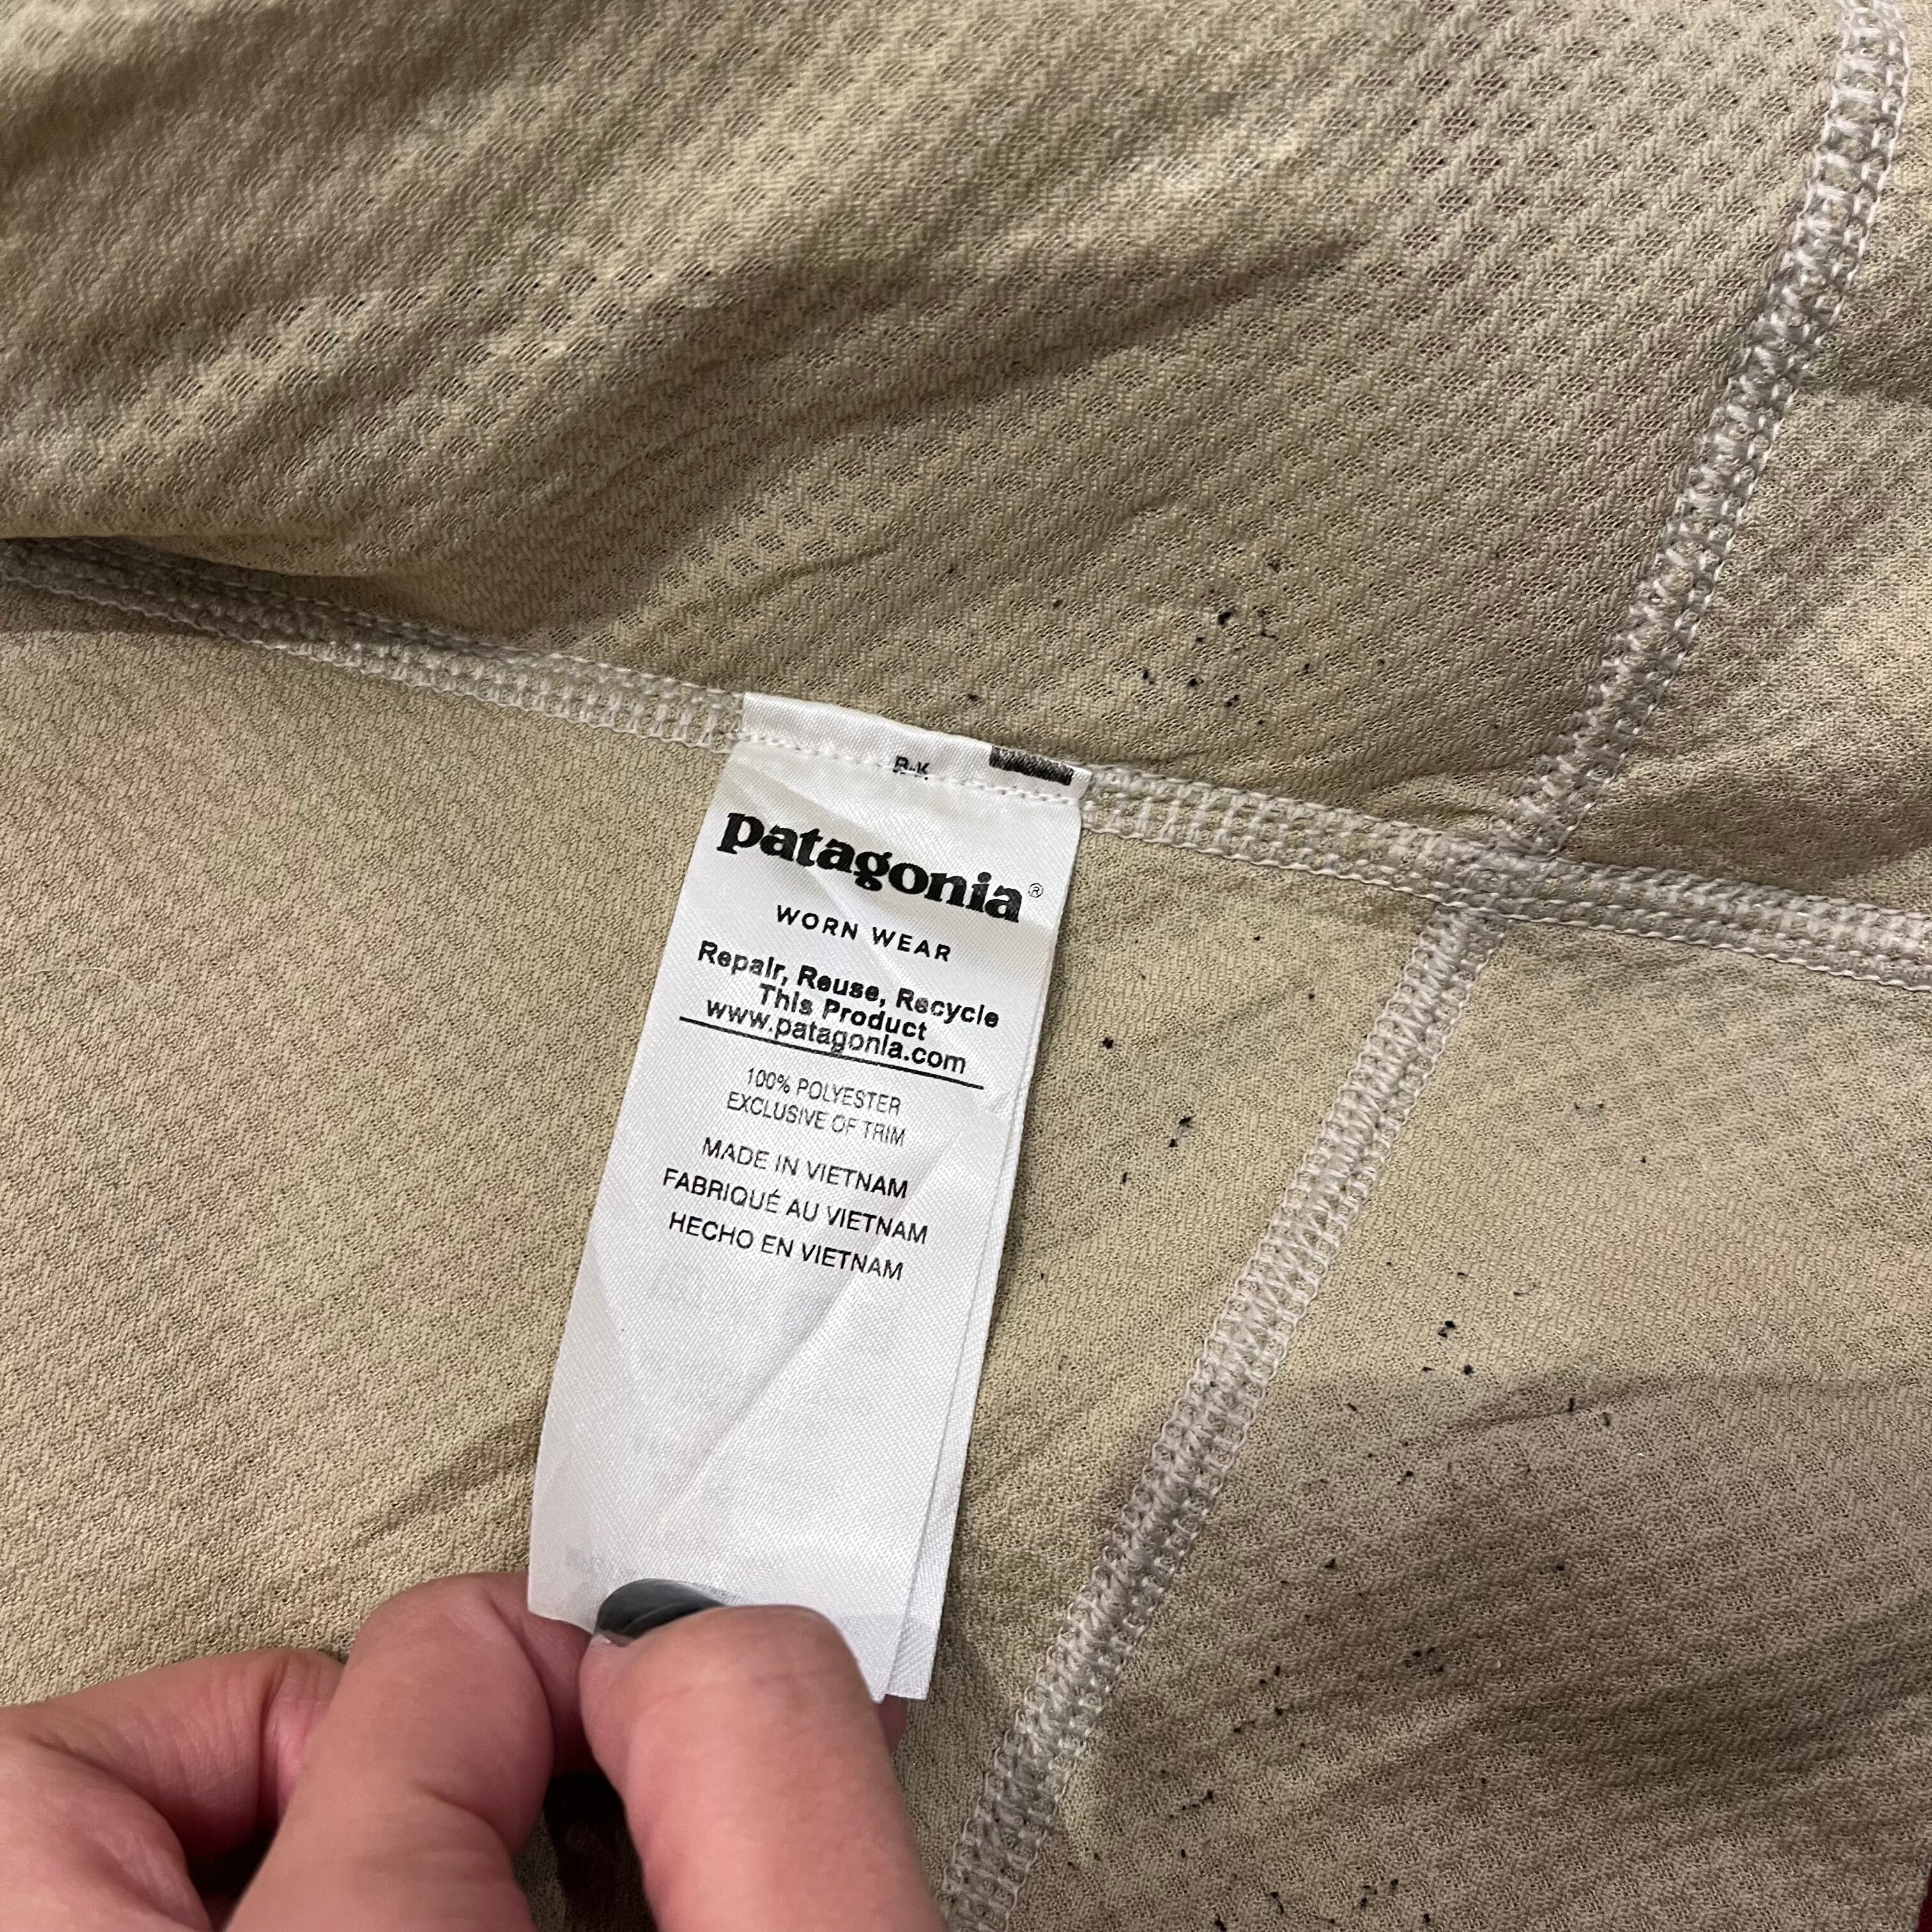 R-K
patagonia®
WORN WEAR
Repair, Reuse, Recycle
This Product
www.patagonia.com
100% POLYESTER
EXCLUSIVE OF TRIM
MADE IN VIETNAM
FABRIQUÉ AU VIETNAM
HECHO EN VIETNAM